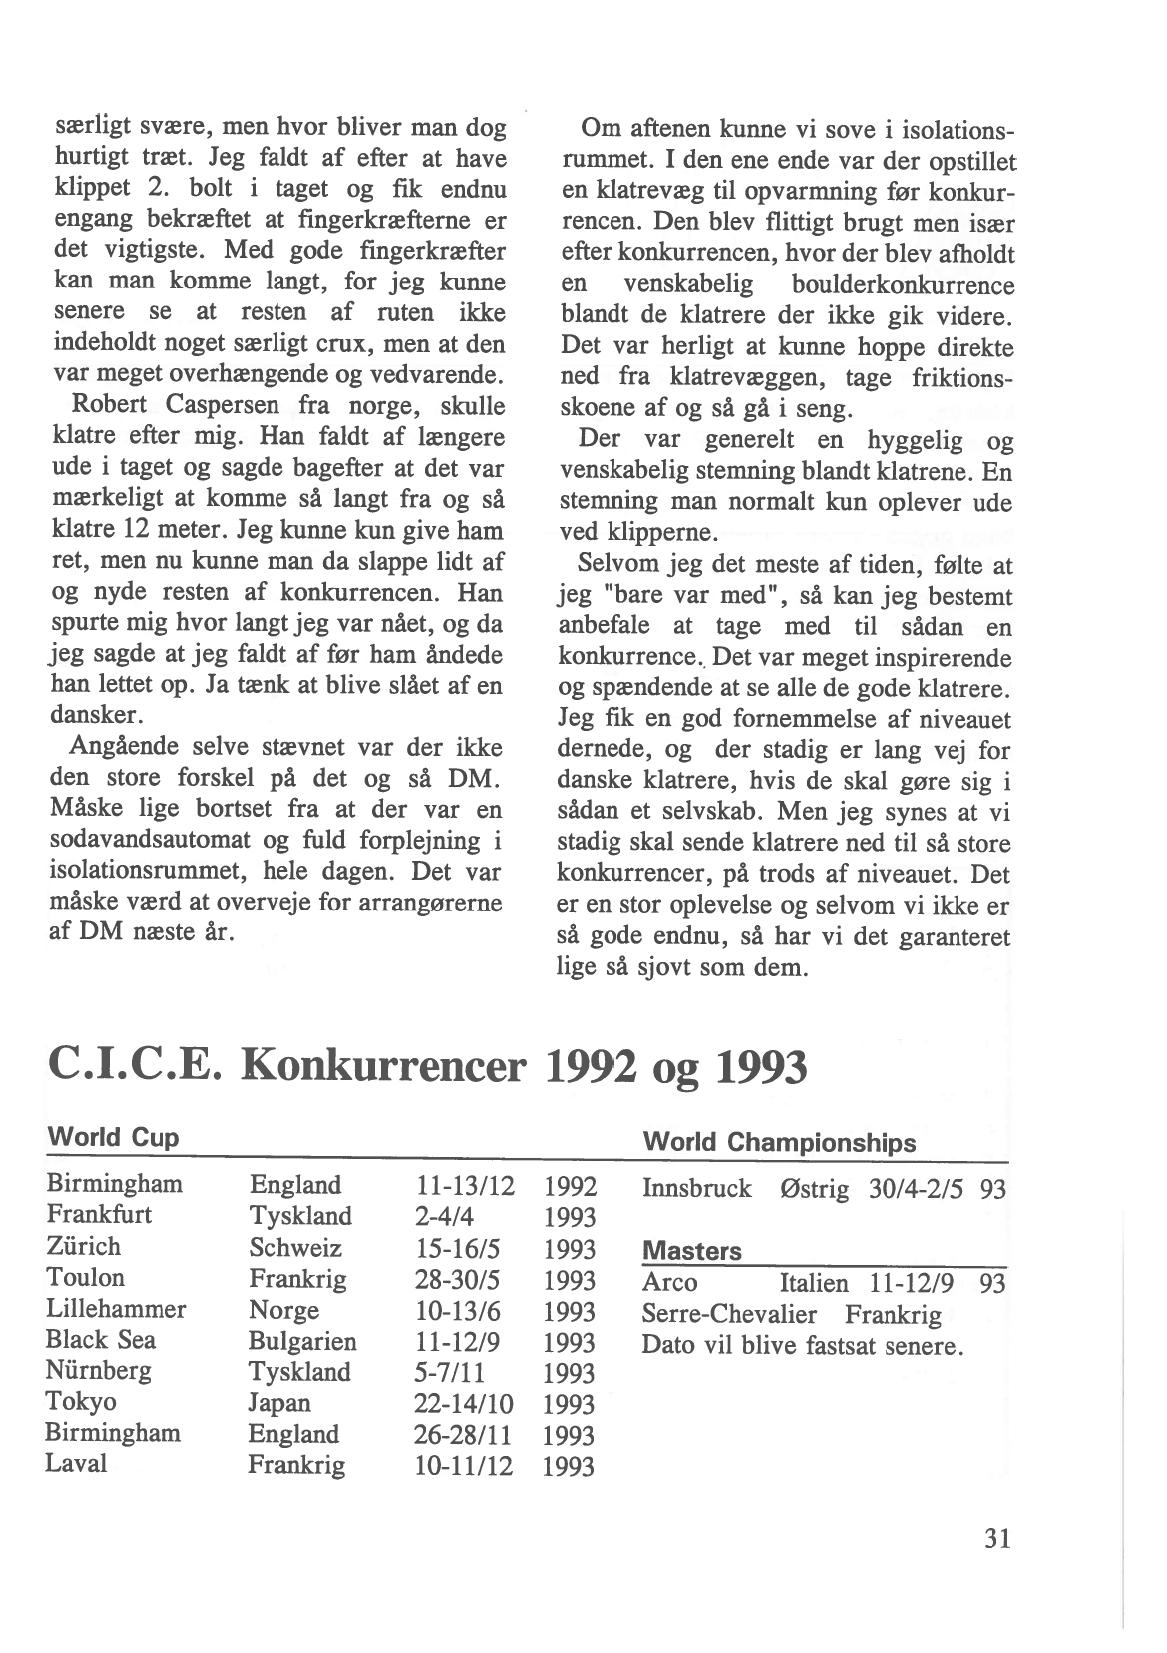 særligt svære, men hvor bliver man dog
hurtigt træt. Jeg faldt af efter at have
klippet 2. bolt i taget og fik endnu
engang bekræftet at fingerkræfterne er
det vigtigste. Med gode fingerkræfter
kan man komme langt, for jeg kunne
senere se at resten af ruten ikke
indeholdt noget særligt crux, men at den
var meget overhængende og vedvarende.
Robert Caspersen fra norge, skulle
klatre efter mig. Han faldt af længere
ude i taget og sagde bagefter at det var
mærkeligt at komme så langt fra og så
klatre 12 meter. Jeg kunne kun give ham
ret, men nu kunne man da slappe lidt af
og nyde resten af konkurrencen. Han
spurte mig hvor langt jeg var nået, og da
jeg sagde at jeg faldt af før ham åndede
han lettet op. Ja tænk at blive slået af en
dansker.
Angående selve stævnet var der ikke
den store forskel på det og så DM.
Måske lige bortset fra at der var en
sodavandsautomat og fuld forplejning i
isolationsrummet, hele dagen. Det var
måske værd at overveje for arrangørerne
af DM næste år.
Om aftenen kunne vi sove i isolations-
rummet. I den ene ende var der opstillet
en klatrevæg til opvarmning før konkur-
rencen. Den blev flittigt brugt men især
efter konkurrencen, hvor der blev afholdt
en venskabelig boulderkonkurrence
blandt de klatrere der ikke gik videre.
Det var herligt at kunne hoppe direkte
ned fra klatrevæggen, tage friktions-
skoene af og så gå i seng.
Der var generelt en hyggelig og
venskabelig stemning blandt klatrene. En
stemning man normalt kun oplever ude
ved klipperne.
Selvom jeg det meste af tiden, følte at
jeg "bare var med", så kan jeg bestemt
anbefale at tage med til sådan en
konkurrence. Det var meget inspirerende
og spændende at se alle de gode klatrere.
Jeg fik en god fornemmelse af niveauet
dernede, og der stadig er lang vej for
danske klatrere, hvis de skal gøre sig i
sådan et selvskab. Men jeg synes at vi
stadig skal sende klatrere ned til så store
konkurrencer, på trods af niveauet. Det
er en stor oplevelse og selvom vi ikke er
så gode endnu, så har vi det garanteret
lige så sjovt som dem.
C.I.C.E. Konkurrencer 1992 og 1993
World Cup
Birmingham England 11-13/12 1992
Frankfurt Tyskland 2-4/4 1993
Zürich Schweiz 15-16/5 1993
Toulon Frankrig 28-30/5 1993
Lillehammer Norge 10-13/6 1993
Black Sea Bulgarien 11-12/9 1993
Nürnberg Tyskland 5-7/11 1993
Tokyo Japan 22-14/10 1993
Birmingham England 26-28/11 1993
Laval Frankrig 10-11/12 1993
World Championships
Innsbruck Østrig 30/4-2/5 93
Masters
Arco Italien 11-12/9 93
Serre-Chevalier Frankrig
Dato vil blive fastsat senere.
31